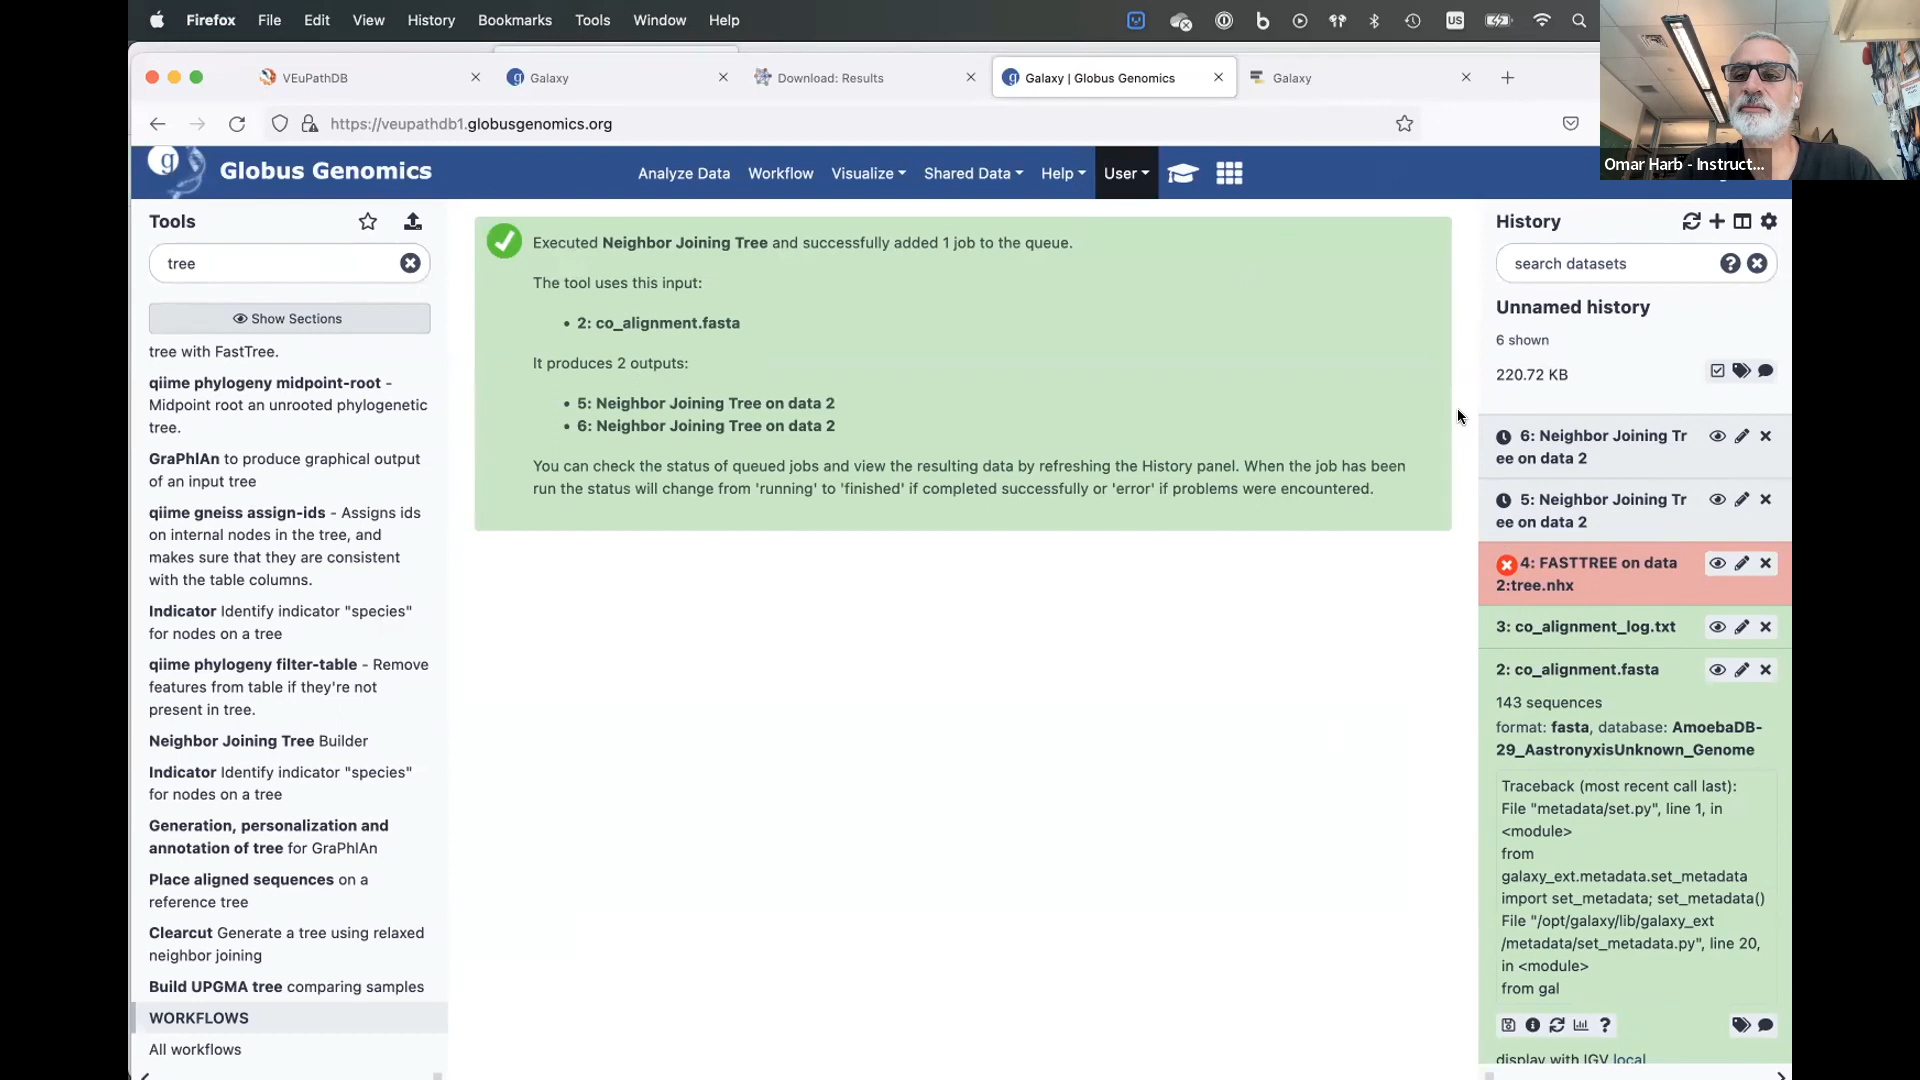 Firefox File Edit View History Bookmarks Tools Window Help
US
VEuPathDB
Galaxy
Download: Results
Galaxy | Globus Genomics
Galaxy
https://veupathdb1.globusgenomics.org
Omar Harb - Instruct...
g
Globus Genomics
Analyze Data Workflow Visualize Shared Data Help User
Tools
tree
Show Sections
tree with FastTree.
qiime phylogeny midpoint-root -
Midpoint root an unrooted phylogenetic
tree.
GraPhlAn to produce graphical output
of an input tree
qiime gneiss assign-ids - Assigns ids
on internal nodes in the tree, and
makes sure that they are consistent
with the table columns.
Indicator Identify indicator "species"
for nodes on a tree
qiime phylogeny filter-table - Remove
features from table if they're not
present in tree.
Neighbor Joining Tree Builder
Indicator Identify indicator "species"
for nodes on a tree
Generation, personalization and
annotation of tree for GraPhlAn
Place aligned sequences on a
reference tree
Clearcut Generate a tree using relaxed
neighbor joining
Build UPGMA tree comparing samples
WORKFLOWS
All workflows
Executed Neighbor Joining Tree and successfully added 1 job to the queue.
The tool uses this input:
• 2: co_alignment.fasta
It produces 2 outputs:
• 5: Neighbor Joining Tree on data 2
• 6: Neighbor Joining Tree on data 2
You can check the status of queued jobs and view the resulting data by refreshing the History panel. When the job has been
run the status will change from 'running' to 'finished' if completed successfully or 'error' if problems were encountered.
History
search datasets
Unnamed history
6 shown
220.72 KB
6: Neighbor Joining Tr
ee on data 2
5: Neighbor Joining Tr
ee on data 2
4: FASTTREE on data
2:tree.nhx
3: co_alignment_log.txt
2: co_alignment.fasta
143 sequences
format: fasta, database: AmoebaDB-
29_AastronyxisUnknown_Genome
Traceback (most recent call last):
File "metadata/set.py", line 1, in
<module>
from
galaxy_ext.metadata.set_metadata
import set_metadata; set_metadata()
File "/opt/galaxy/lib/galaxy_ext
/metadata/set_metadata.py", line 20,
in <module>
from gal
display with IGV local